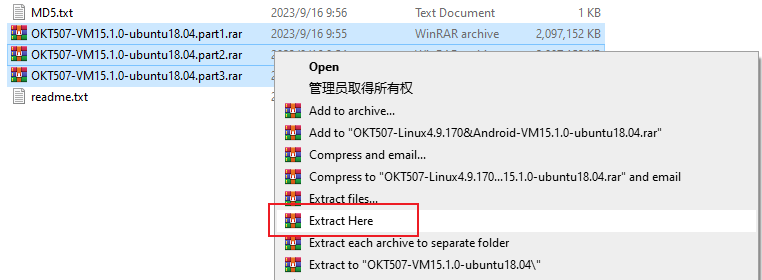 MD5.txt 2023/9/16 9:56 Text Document 1 KB
OKT507-VM15.1.0-ubuntu18.04.part1.rar 2023/9/16 9:55 WinRAR archive 2,097,152 KB
OKT507-VM15.1.0-ubuntu18.04.part2.rar
OKT507-VM15.1.0-ubuntu18.04.part3.rar
readme.txt
Open
管理员取得所有权
Add to archive...
Add to "OKT507-Linux4.9.170&Android-VM15.1.0-ubuntu18.04.rar"
Compress and email...
Compress to "OKT507-Linux4.9.170...15.1.0-ubuntu18.04.rar" and email
Extract files...
Extract Here
Extract each archive to separate folder
Extract to "OKT507-VM15.1.0-ubuntu18.04\"